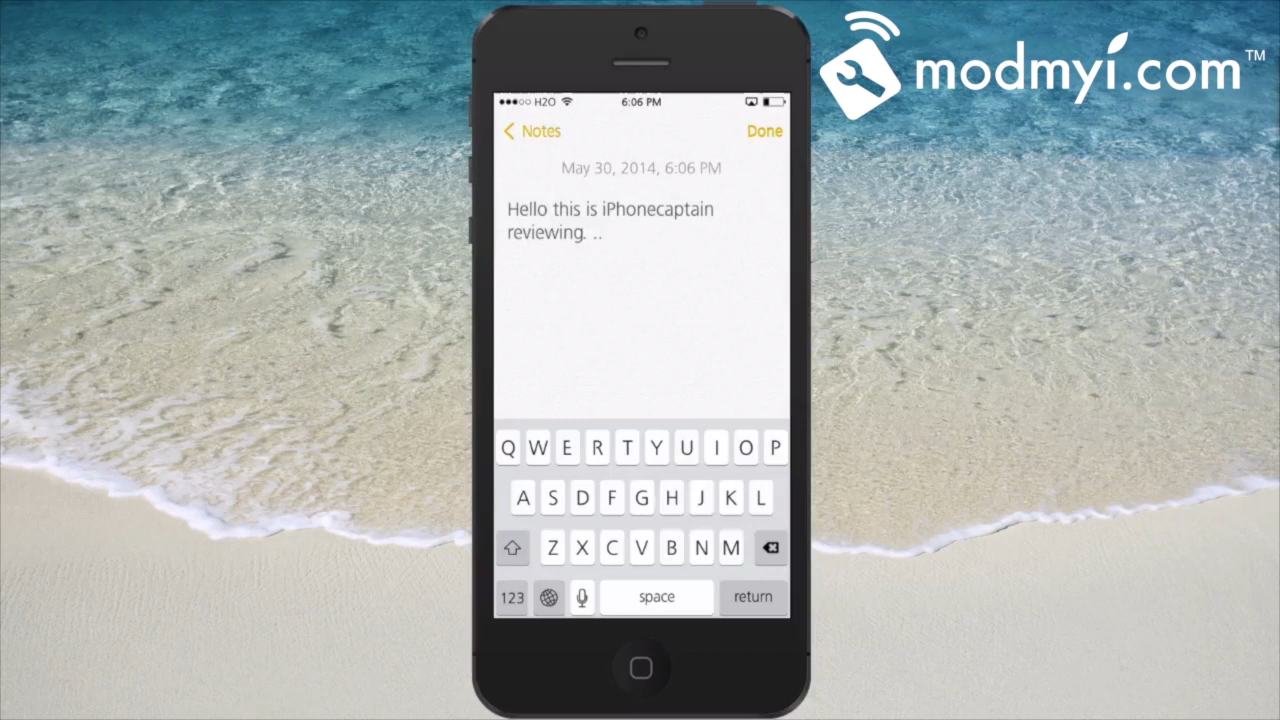 modmyi.com™
●●●○○ H2O 6:06 PM
Notes Done
May 30, 2014, 6:06 PM
Hello this is iPhonecaptain
reviewing. ..
Q W E R T Y U I O P
A S D F G H J K L
Z X C V B N M
123 space return